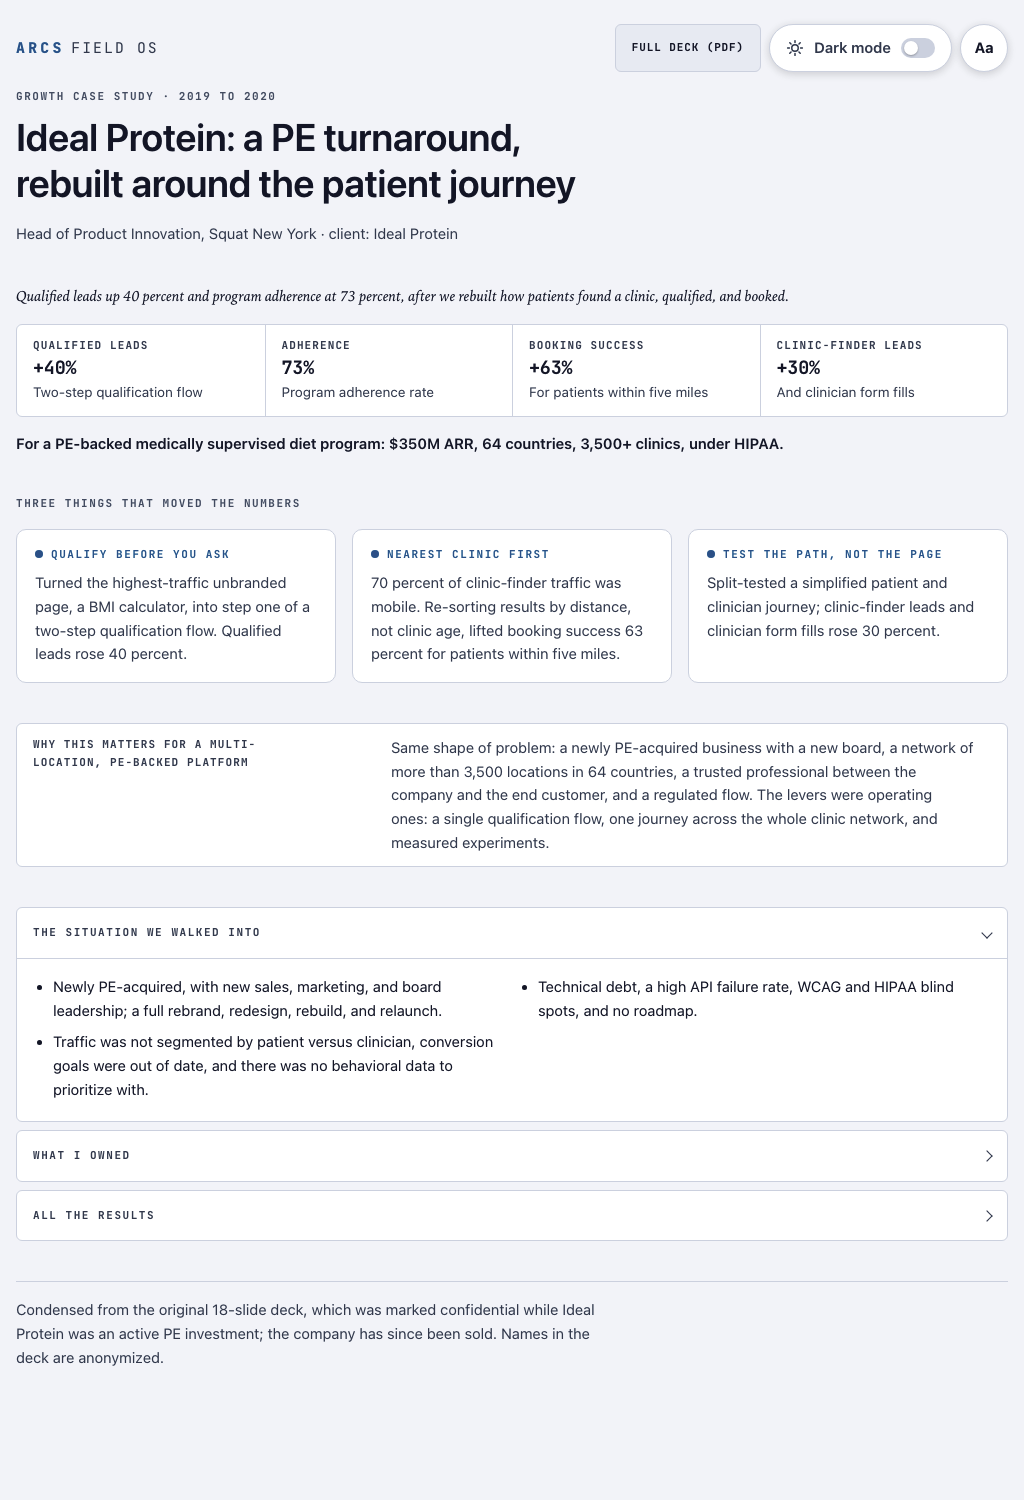 ARCS FIELD OS
FULL DECK (PDF)
Dark mode
Aa
GROWTH CASE STUDY · 2019 TO 2020
Ideal Protein: a PE turnaround,
rebuilt around the patient journey
Head of Product Innovation, Squat New York · client: Ideal Protein
Qualified leads up 40 percent and program adherence at 73 percent, after we rebuilt how patients found a clinic, qualified, and booked.
QUALIFIED LEADS
+40%
Two-step qualification flow
ADHERENCE
73%
Program adherence rate
BOOKING SUCCESS
+63%
For patients within five miles
CLINIC-FINDER LEADS
+30%
And clinician form fills
For a PE-backed medically supervised diet program: $350M ARR, 64 countries, 3,500+ clinics, under HIPAA.
THREE THINGS THAT MOVED THE NUMBERS
QUALIFY BEFORE YOU ASK
Turned the highest-traffic unbranded
page, a BMI calculator, into step one of a
two-step qualification flow. Qualified
leads rose 40 percent.
NEAREST CLINIC FIRST
70 percent of clinic-finder traffic was
mobile. Re-sorting results by distance,
not clinic age, lifted booking success 63
percent for patients within five miles.
TEST THE PATH, NOT THE PAGE
Split-tested a simplified patient and
clinician journey; clinic-finder leads and
clinician form fills rose 30 percent.
WHY THIS MATTERS FOR A MULTI-
LOCATION, PE-BACKED PLATFORM
Same shape of problem: a newly PE-acquired business with a new board, a network of
more than 3,500 locations in 64 countries, a trusted professional between the
company and the end customer, and a regulated flow. The levers were operating
ones: a single qualification flow, one journey across the whole clinic network, and
measured experiments.
THE SITUATION WE WALKED INTO
Newly PE-acquired, with new sales, marketing, and board
leadership; a full rebrand, redesign, rebuild, and relaunch.
Traffic was not segmented by patient versus clinician, conversion
goals were out of date, and there was no behavioral data to
prioritize with.
Technical debt, a high API failure rate, WCAG and HIPAA blind
spots, and no roadmap.
WHAT I OWNED
ALL THE RESULTS
Condensed from the original 18-slide deck, which was marked confidential while Ideal
Protein was an active PE investment; the company has since been sold. Names in the
deck are anonymized.